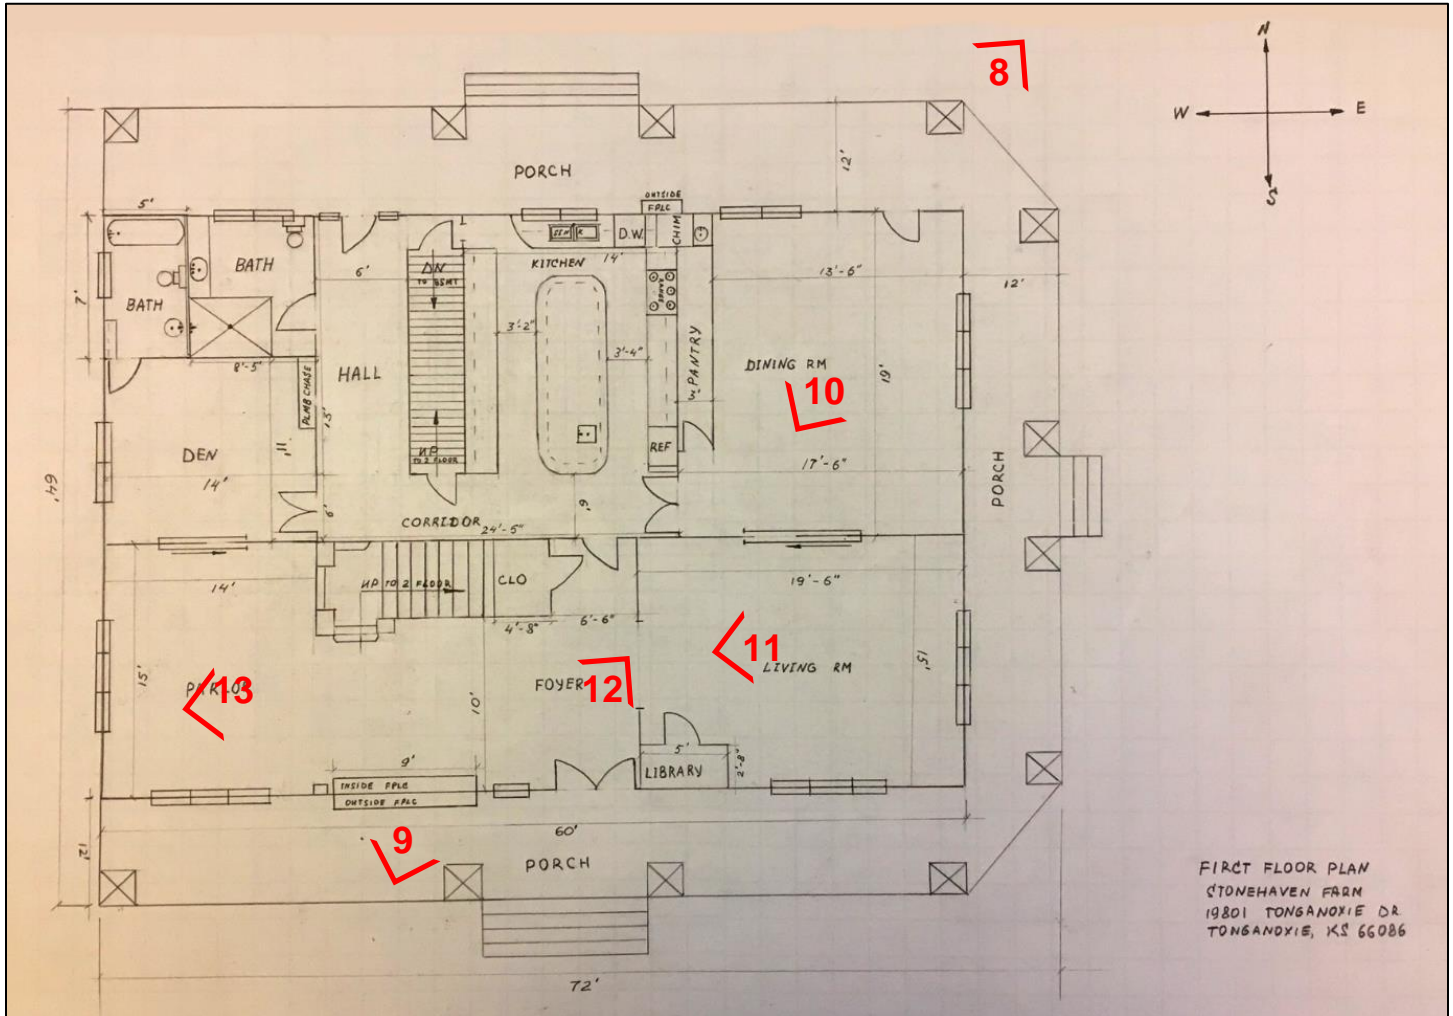 8
N
W E
S
PORCH
12'
5'
OUTSIDE
FPLC
CHIM
D.W.
14'
KITCHEN
BATH
BATH
7'
6'
DN
TO BSMT
13'-6"
12'
3'-2"
3'-4"
RANGE
PANTRY
3'
DINING RM
10
19'
8'-5"
HALL
PLMB CHASE
13'
DEN
11'
14'
UP
TO 2 FLOOR
REF
17'-6"
PORCH
64'
6'
CORRIDOR
24'-5"
6'
14'
UP TO 2 FLOOR
CLO
19'-6"
4'-8"
6'-6"
15'
PARLOR
13
FOYER
12
11
LIVING RM
15'
10'
9'
5'
LIBRARY
2'-8"
INSIDE FPLC
OUTSIDE FPLC
60'
12'
9
PORCH
72'
FIRST FLOOR PLAN
STONEHAVEN FARM
19801 TONGANOXIE DR
TONGANOXIE, KS 66086